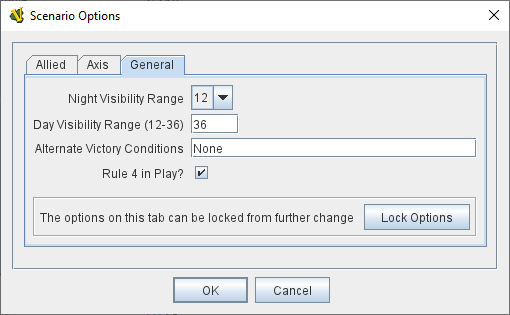 Scenario Options
Allied
Axis
General
Night Visibility Range 12
Day Visibility Range (12-36) 36
Alternate Victory Conditions None
Rule 4 in Play?
The options on this tab can be locked from further change Lock Options
OK Cancel